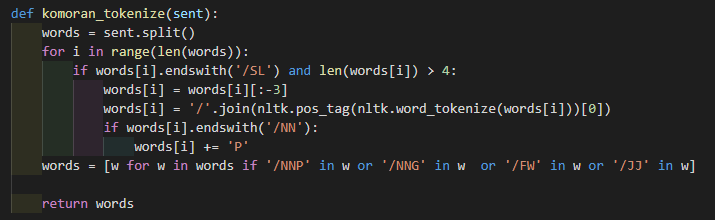 def komoran_tokenize(sent):
    words = sent.split()
    for i in range(len(words)):
        if words[i].endswith('/SL') and len(words[i]) > 4:
            words[i] = words[i][:-3]
            words[i] = '/'.join(nltk.pos_tag(nltk.word_tokenize(words[i]))[0])
            if words[i].endswith('/NN'):
                words[i] += 'P'
    words = [w for w in words if '/NNP' in w or '/NNG' in w  or '/FW' in w or '/JJ' in w]

    return words